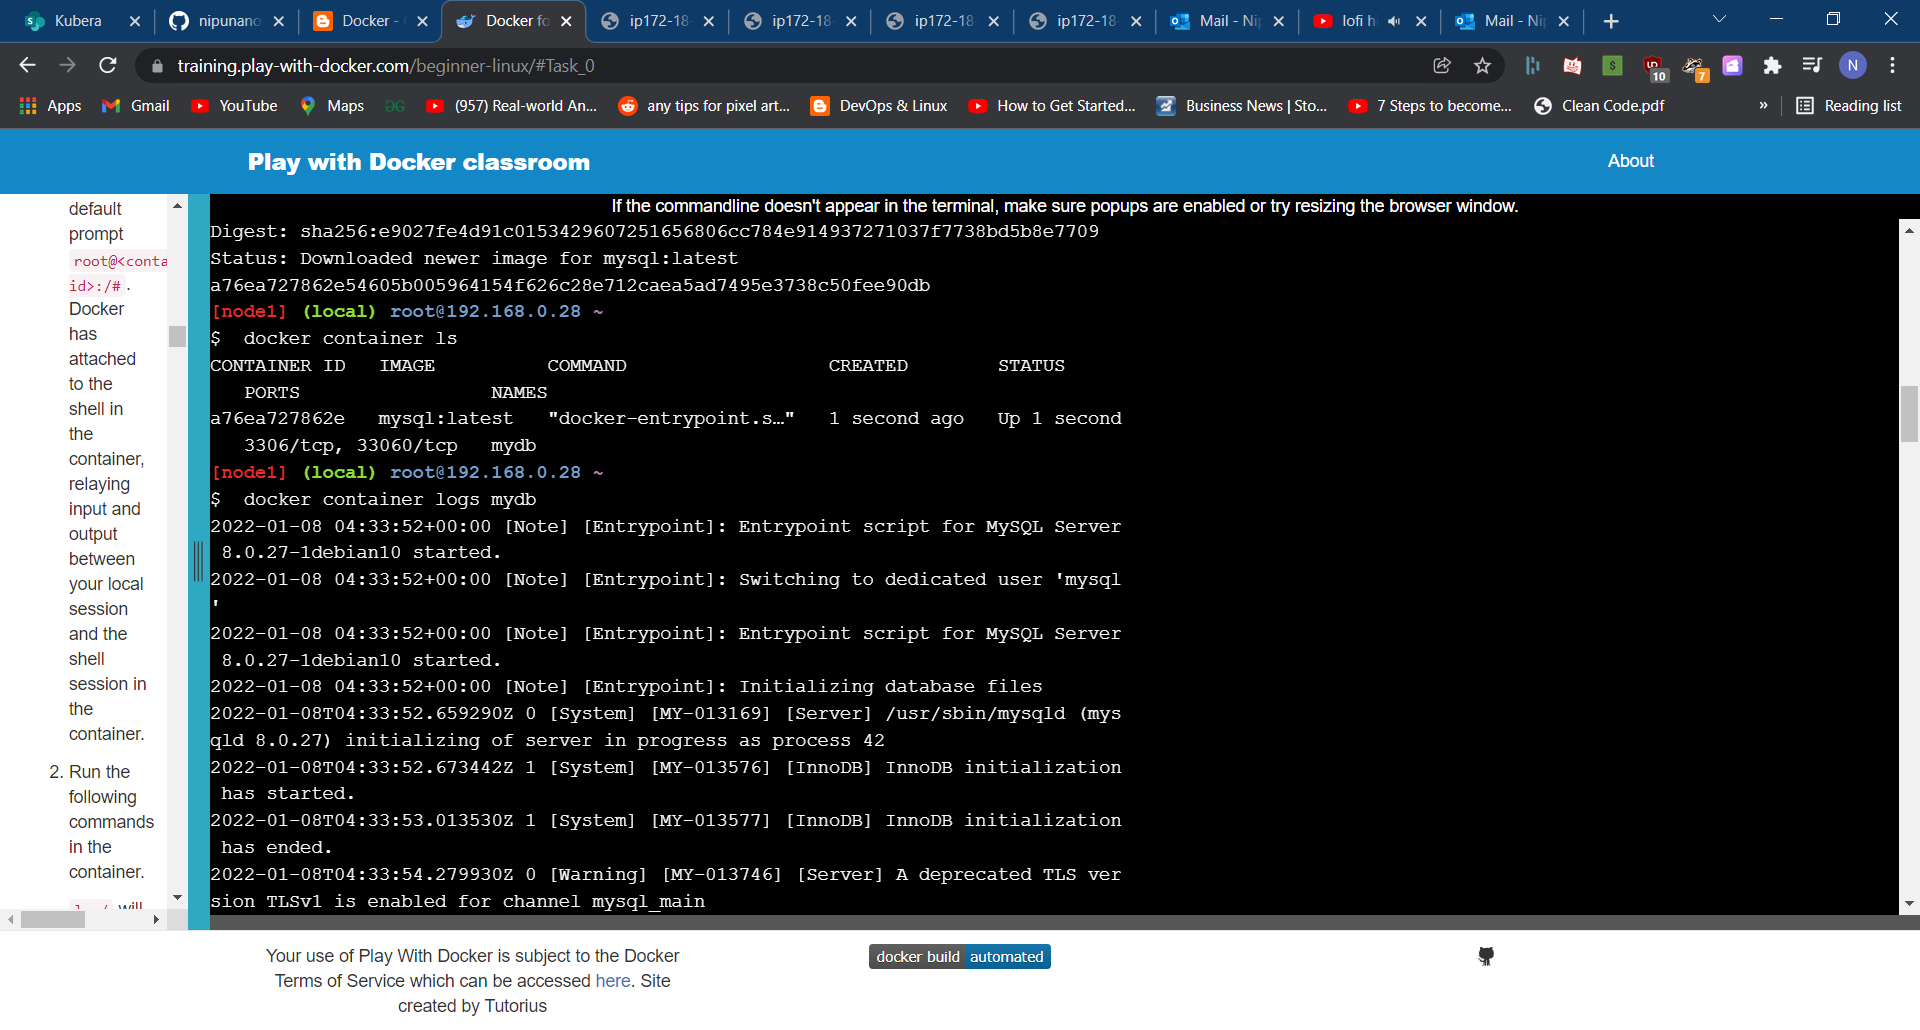 Kubera
nipunano
Docker -
Docker fo
ip172-18
ip172-18
ip172-18
ip172-18
Mail - Nip
lofi hi
Mail - Nip
training.play-with-docker.com/beginner-linux/#Task_0
10
7
N
Apps
Gmail
YouTube
Maps
(957) Real-world An...
any tips for pixel art...
DevOps & Linux
How to Get Started...
Business News | Sto...
7 Steps to become...
Clean Code.pdf
»
Reading list
Play with Docker classroom
About
default
prompt
root@<conta
id>:/# .
Docker
has
attached
to the
shell in
the
container,
relaying
input and
output
between
your local
session
and the
shell
session in
the
container.
2. Run the
following
commands
in the
container.
If the commandline doesn't appear in the terminal, make sure popups are enabled or try resizing the browser window.
Digest: sha256:e9027fe4d91c0153429607251656806cc784e914937271037f7738bd5b8e7709
Status: Downloaded newer image for mysql:latest
a76ea727862e54605b005964154f626c28e712caea5ad7495e3738c50fee90db
[node1] (local) root@192.168.0.28 ~
$ docker container ls
CONTAINER ID IMAGE COMMAND CREATED STATUS
PORTS NAMES
a76ea727862e mysql:latest "docker-entrypoint.s…" 1 second ago Up 1 second
3306/tcp, 33060/tcp mydb
[node1] (local) root@192.168.0.28 ~
$ docker container logs mydb
2022-01-08 04:33:52+00:00 [Note] [Entrypoint]: Entrypoint script for MySQL Server
8.0.27-1debian10 started.
2022-01-08 04:33:52+00:00 [Note] [Entrypoint]: Switching to dedicated user 'mysql
'
2022-01-08 04:33:52+00:00 [Note] [Entrypoint]: Entrypoint script for MySQL Server
8.0.27-1debian10 started.
2022-01-08 04:33:52+00:00 [Note] [Entrypoint]: Initializing database files
2022-01-08T04:33:52.659290Z 0 [System] [MY-013169] [Server] /usr/sbin/mysqld (mys
qld 8.0.27) initializing of server in progress as process 42
2022-01-08T04:33:52.673442Z 1 [System] [MY-013576] [InnoDB] InnoDB initialization
has started.
2022-01-08T04:33:53.013530Z 1 [System] [MY-013577] [InnoDB] InnoDB initialization
has ended.
2022-01-08T04:33:54.279930Z 0 [Warning] [MY-013746] [Server] A deprecated TLS ver
sion TLSv1 is enabled for channel mysql_main
Your use of Play With Docker is subject to the Docker
Terms of Service which can be accessed here. Site
created by Tutorius
docker build automated